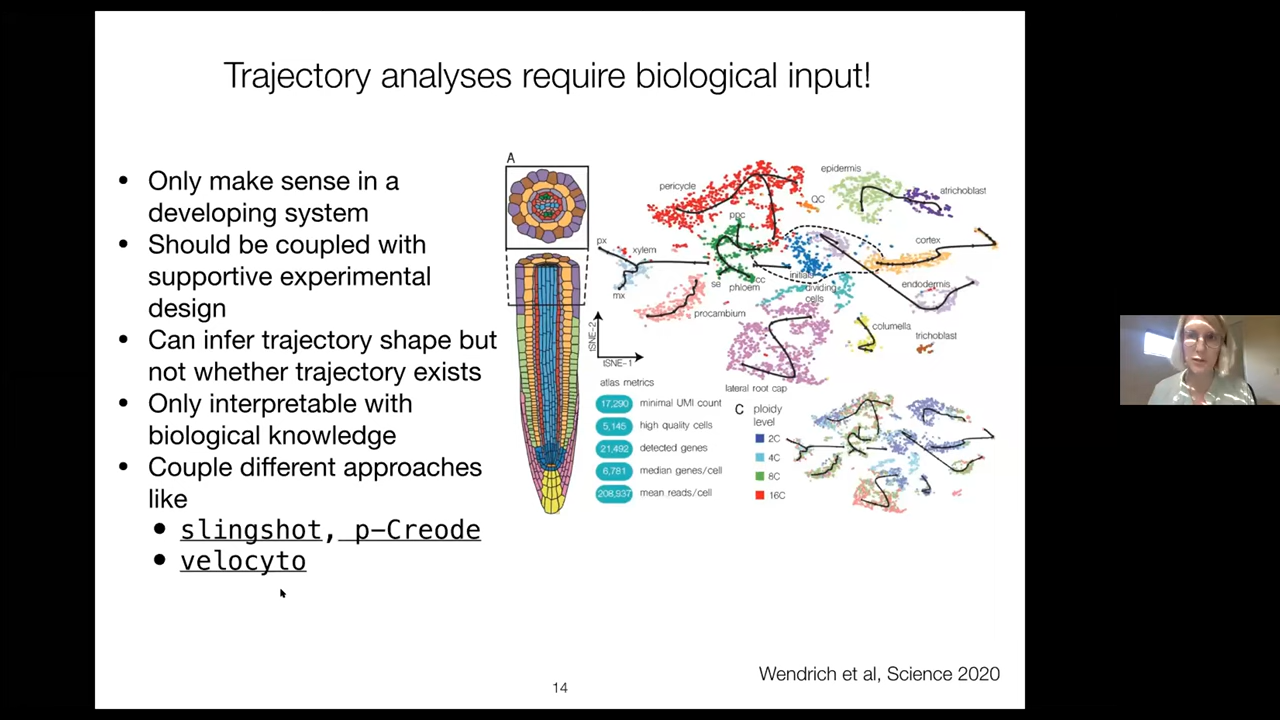 Trajectory analyses require biological input!
• Only make sense in a
developing system
• Should be coupled with
supportive experimental
design
• Can infer trajectory shape but
not whether trajectory exists
• Only interpretable with
biological knowledge
• Couple different approaches
like
• slingshot, p-Creode
• velocyto
A
pericycle
epidermis
QC
atrichoblast
ppc
px
xylem
cortex
mx
se
phloem
cc
initials
dividing
cells
endodermis
procambium
columella
trichoblast
tSNE-2
tSNE-1
lateral root cap
atlas metrics
17,290 minimal UMI count
5,145 high quality cells
21,492 detected genes
6,781 median genes/cell
208,937 mean reads/cell
C ploidy
level
2C
4C
8C
16C
Wendrich et al, Science 2020
14